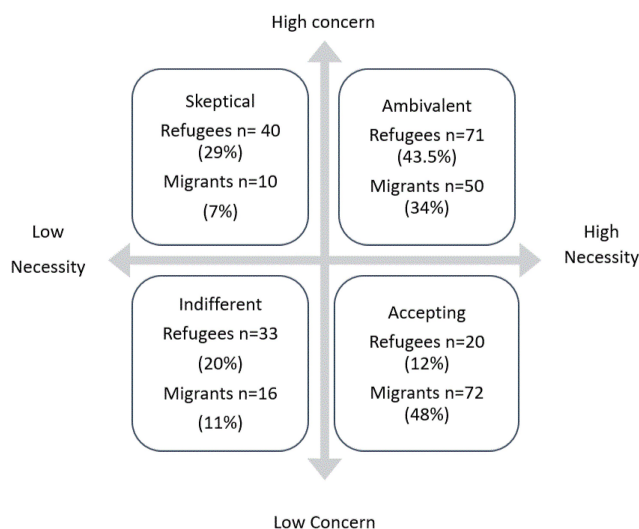 High concern
Skeptical
Refugees n= 40
(29%)
Migrants n=10
(7%)
Ambivalent
Refugees n=71
(43.5%)
Migrants n=50
(34%)
Low
Necessity
High
Necessity
Indifferent
Refugees n=33
(20%)
Migrants n=16
(11%)
Accepting
Refugees n=20
(12%)
Migrants n=72
(48%)
Low Concern